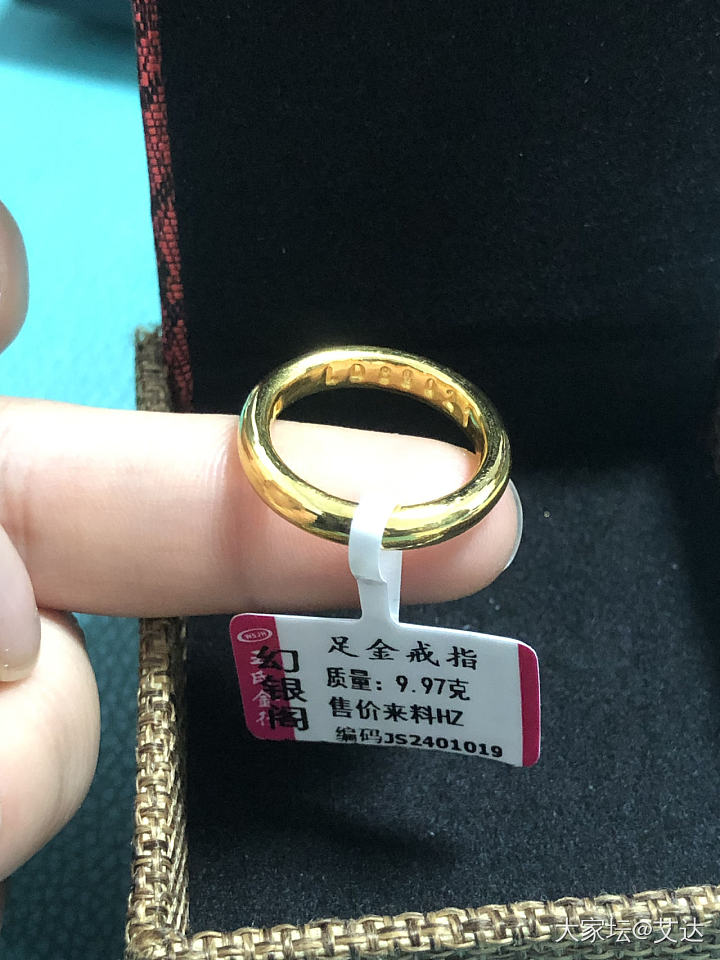 足金戒指
质量：9.97克
售价来料HZ
编码JS2401019
幻银阁
大家坛@艾达